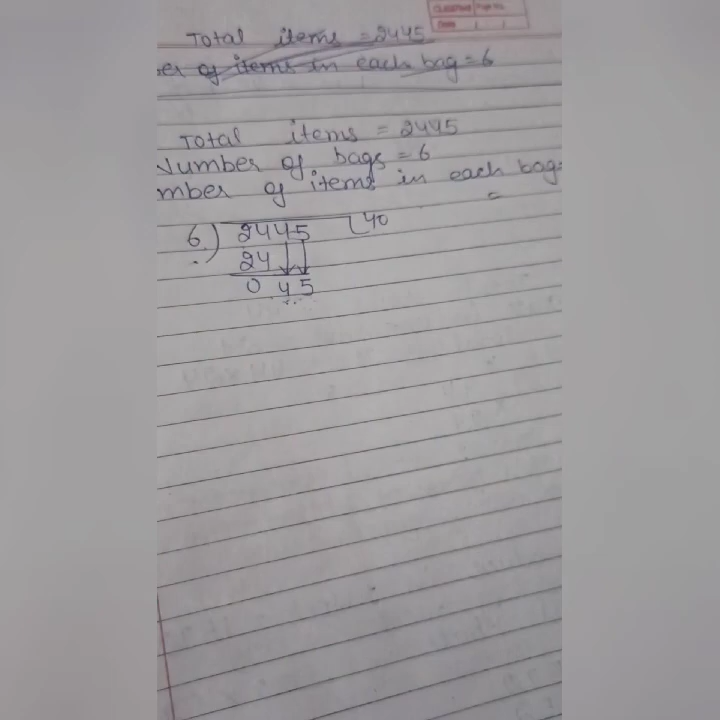 Total items = 2445
er of items in each bag = 6
Total items = 2445
Number of bags = 6
mber of items in each bag =
6) 2445 (40
24
0 45